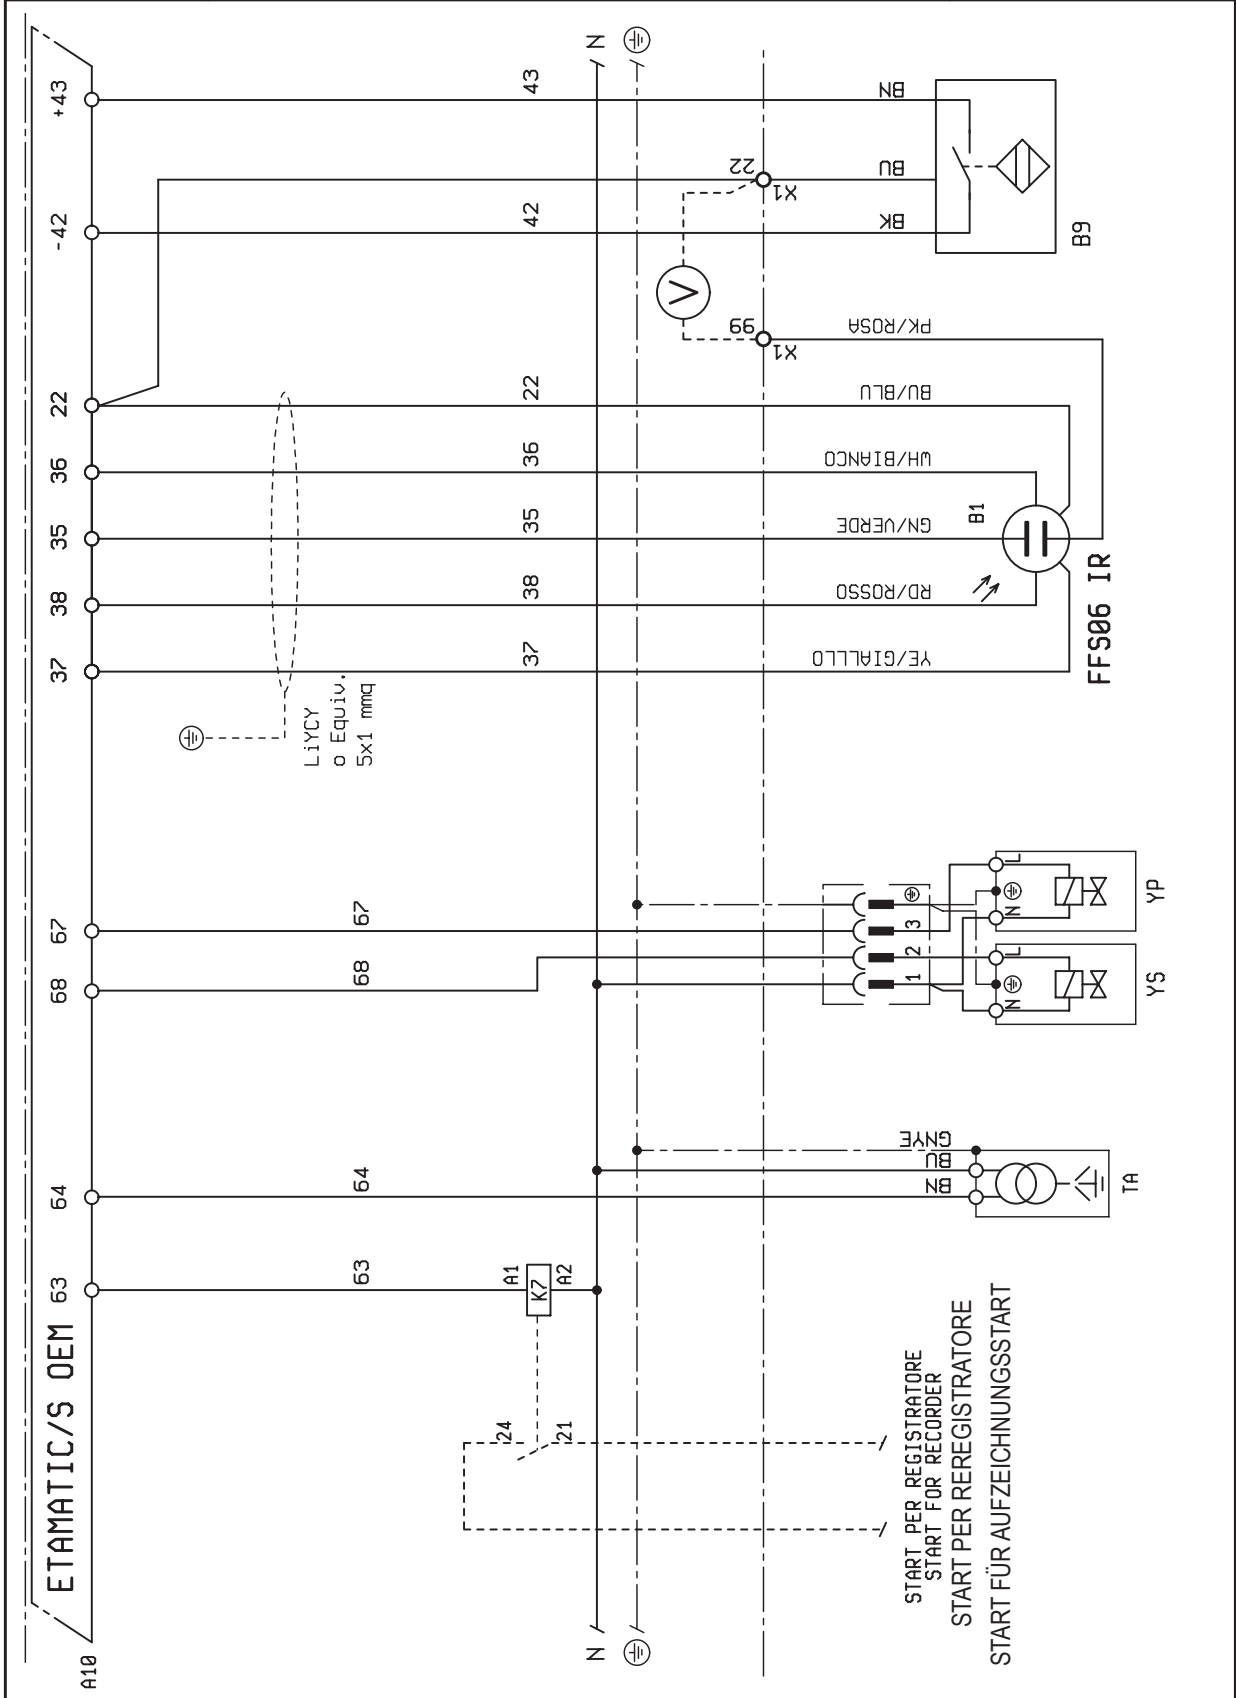 A10
ETAMATIC/S OEM
63
64
68
67
37
38
35
36
22
-42
+43
LiYCY
o Equiv.
5x1 mmq
63
64
68
67
37
38
35
36
22
42
43
24
21
A1
K7
A2
N
N
V
99
X1
22
X1
YE/GIALLLO
RD/ROSSO
GN/VERDE
WH/BIANCO
BU/BLU
PK/ROSA
BK
BU
BN
B1
FFS06 IR
B9
1
2
3
N
L
YS
N
L
YP
BN
BU
GNYE
TA
START PER REGISTRATORE
START FOR RECORDER
START PER REREGISTRATORE
START FÜR AUFZEICHNUNGSSTART